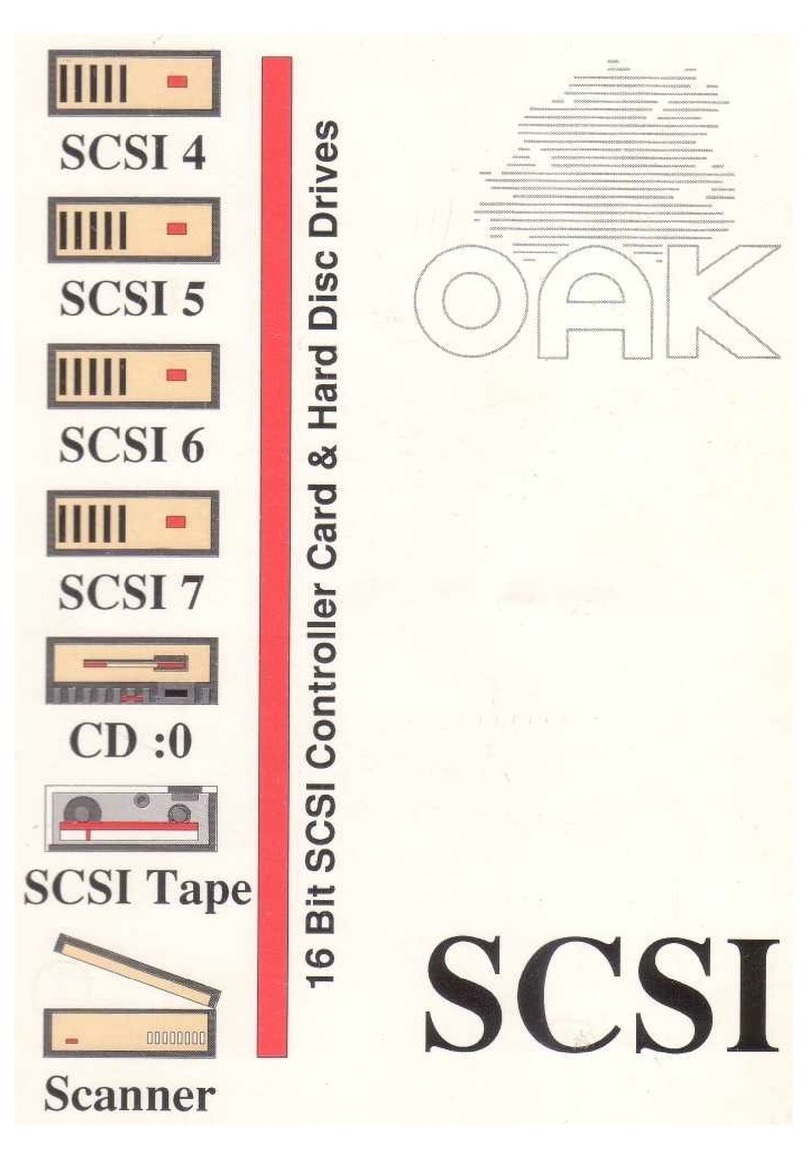 SCSI 4
SCSI 5
SCSI 6
SCSI 7
CD :0
SCSI Tape
Scanner
16 Bit SCSI Controller Card & Hard Disc Drives
OAK
SCSI